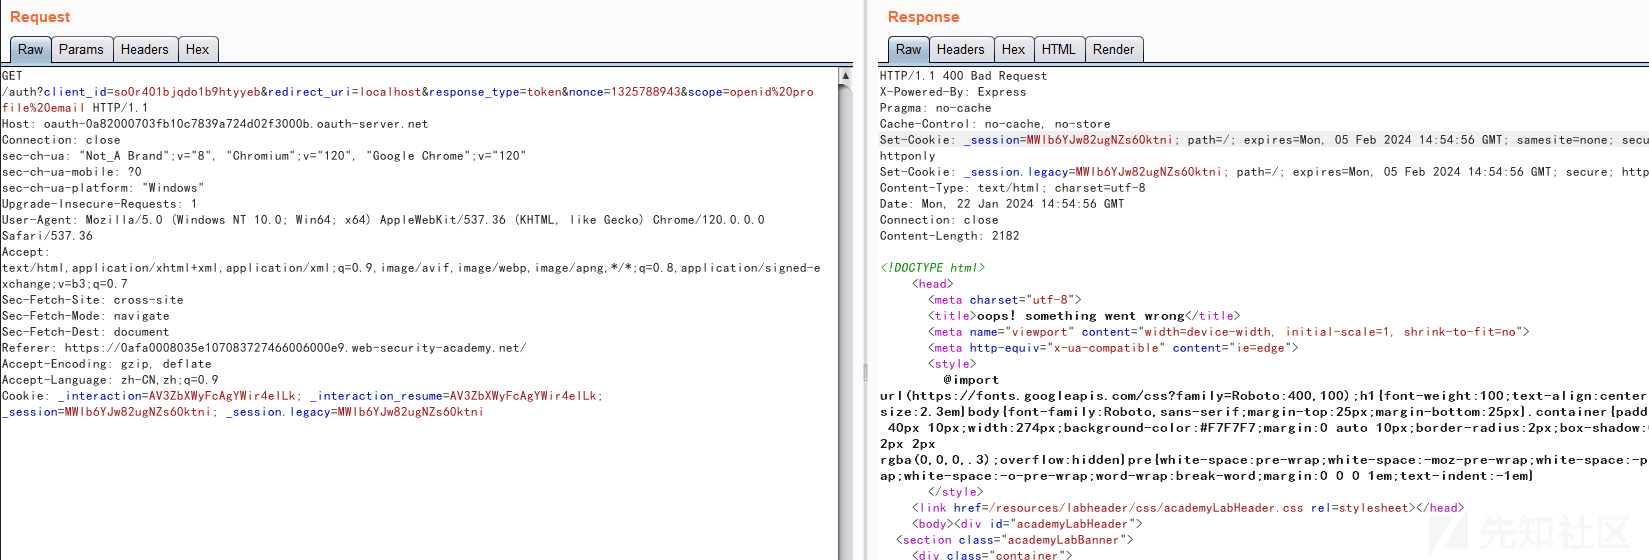 Request
Raw
Params
Headers
Hex
GET
/auth?client_id=so0r401bjqdo1b9htyyeb&redirect_uri=localhost&response_type=token&nonce=1325788943&scope=openid%20pro
file%20email HTTP/1.1
Host: oauth-0a82000703fb10c7839a724d02f3000b.oauth-server.net
Connection: close
sec-ch-ua: "Not_A Brand";v="8", "Chromium";v="120", "Google Chrome";v="120"
sec-ch-ua-mobile: ?0
sec-ch-ua-platform: "Windows"
Upgrade-Insecure-Requests: 1
User-Agent: Mozilla/5.0 (Windows NT 10.0; Win64; x64) AppleWebKit/537.36 (KHTML, like Gecko) Chrome/120.0.0.0
Safari/537.36
Accept:
text/html,application/xhtml+xml,application/xml;q=0.9,image/avif,image/webp,image/apng,*/*;q=0.8,application/signed-e
xchange;v=b3;q=0.7
Sec-Fetch-Site: cross-site
Sec-Fetch-Mode: navigate
Sec-Fetch-Dest: document
Referer: https://0afa0008035e107083727466006000e9.web-security-academy.net/
Accept-Encoding: gzip, deflate
Accept-Language: zh-CN,zh;q=0.9
Cookie: _interaction=AV3ZbXWyFcAgYWir4elLk; _interaction_resume=AV3ZbXWyFcAgYWir4elLk;
_session=MWlb6YJw82ugNZs6Oktni; _session.legacy=MWlb6YJw82ugNZs6Oktni
Response
Raw
Headers
Hex
HTML
Render
HTTP/1.1 400 Bad Request
X-Powered-By: Express
Pragma: no-cache
Cache-Control: no-cache, no-store
Set-Cookie: _session=MWlb6YJw82ugNZs6Oktni; path=/; expires=Mon, 05 Feb 2024 14:54:56 GMT; samesite=none; secu
httponly
Set-Cookie: _session.legacy=MWlb6YJw82ugNZs6Oktni; path=/; expires=Mon, 05 Feb 2024 14:54:56 GMT; secure; http
Content-Type: text/html; charset=utf-8
Date: Mon, 22 Jan 2024 14:54:56 GMT
Connection: close
Content-Length: 2182
<!DOCTYPE html>
<head>
<meta charset="utf-8">
<title>oops! something went wrong</title>
<meta name="viewport" content="width=device-width, initial-scale=1, shrink-to-fit=no">
<meta http-equiv="x-ua-compatible" content="ie=edge">
<style>
@import
url(https://fonts.googleapis.com/css?family=Roboto:400,100);h1{font-weight:100;text-align:center
size:2.3em}body{font-family:Roboto,sans-serif;margin-top:25px;margin-bottom:25px}.container{padd
40px 10px;width:274px;background-color:#F7F7F7;margin:0 auto 10px;border-radius:2px;box-shadow:0
2px 2px
rgba(0,0,0,.3);overflow:hidden}pre{white-space:pre-wrap;white-space:-moz-pre-wrap;white-space:-p
ap;white-space:-o-pre-wrap;word-wrap:break-word;margin:0 0 0 1em;text-indent:-1em}
</style>
<link href=/resources/labheader/css/academyLabHeader.css rel=stylesheet></head>
<body><div id="academyLabHeader">
<section class="academyLabBanner">
<div class="container">
先知社区